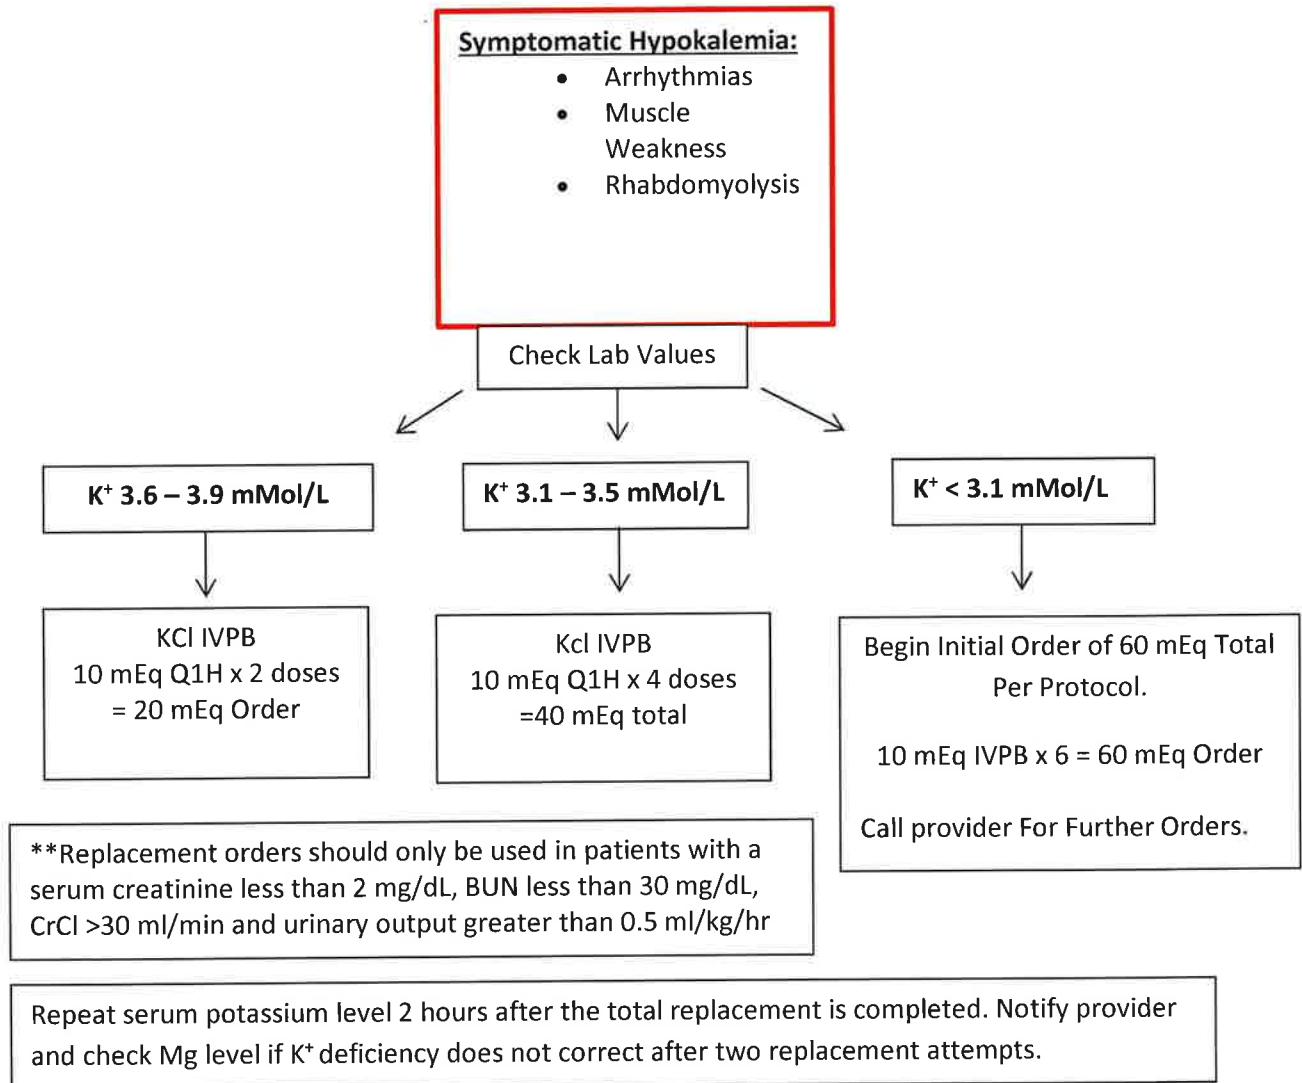 Symptomatic Hypokalemia:
• Arrhythmias
• Muscle
Weakness
• Rhabdomyolysis
Check Lab Values
K⁺ 3.6 – 3.9 mMol/L
K⁺ 3.1 – 3.5 mMol/L
K⁺ < 3.1 mMol/L
KCl IVPB
10 mEq Q1H x 2 doses
= 20 mEq Order
Kcl IVPB
10 mEq Q1H x 4 doses
=40 mEq total
Begin Initial Order of 60 mEq Total
Per Protocol.
10 mEq IVPB x 6 = 60 mEq Order
Call provider For Further Orders.
**Replacement orders should only be used in patients with a
serum creatinine less than 2 mg/dL, BUN less than 30 mg/dL,
CrCl >30 ml/min and urinary output greater than 0.5 ml/kg/hr
Repeat serum potassium level 2 hours after the total replacement is completed. Notify provider
and check Mg level if K⁺ deficiency does not correct after two replacement attempts.